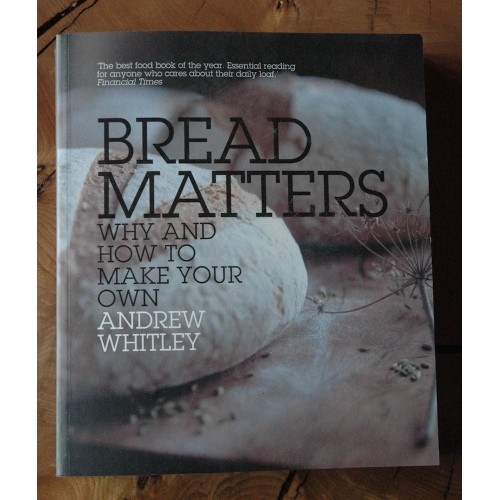 'The best food book of the year. Essential reading
for anyone who cares about their daily loaf.'
Financial Times
BREAD
MATTERS
WHY AND
HOW TO
MAKE YOUR
OWN
ANDREW
WHITLEY